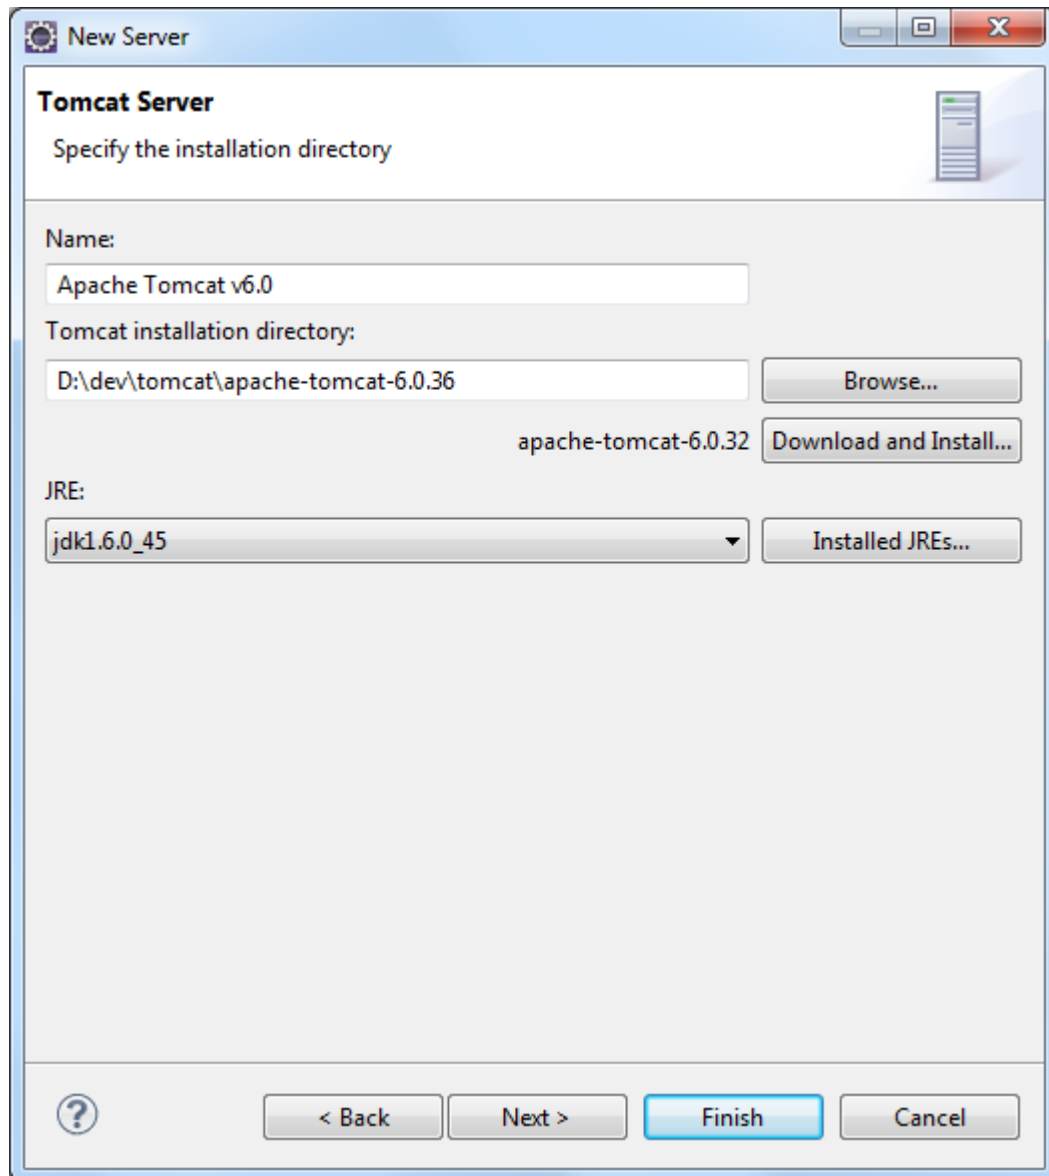 New Server
Tomcat Server
Specify the installation directory
Name:
Apache Tomcat v6.0
Tomcat installation directory:
D:\dev\tomcat\apache-tomcat-6.0.36
Browse...
apache-tomcat-6.0.32
Download and Install...
JRE:
jdk1.6.0_45
Installed JREs...
?
< Back
Next >
Finish
Cancel